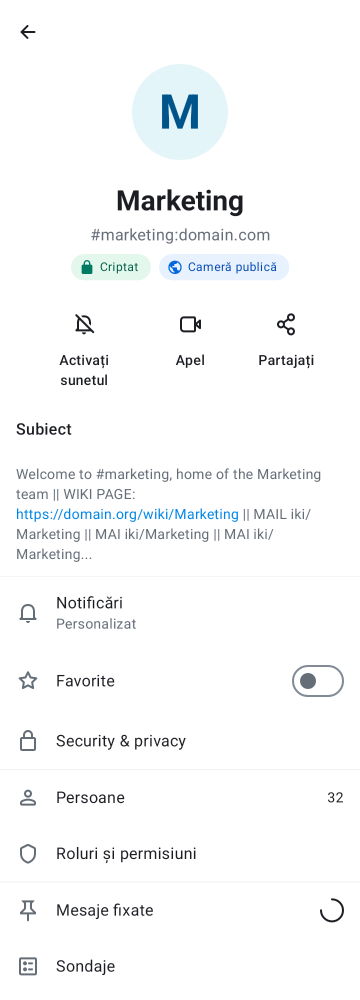 M
Marketing
#marketing:domain.com
Criptat
Cameră publică
Activați
sunetul
Apel
Partajați
Subiect
Welcome to #marketing, home of the Marketing
team || WIKI PAGE:
https://domain.org/wiki/Marketing || MAIL iki/
Marketing || MAI iki/Marketing || MAI iki/
Marketing...
Notificări
Personalizat
Favorite
Security & privacy
Persoane
32
Roluri și permisiuni
Mesaje fixate
Sondaje